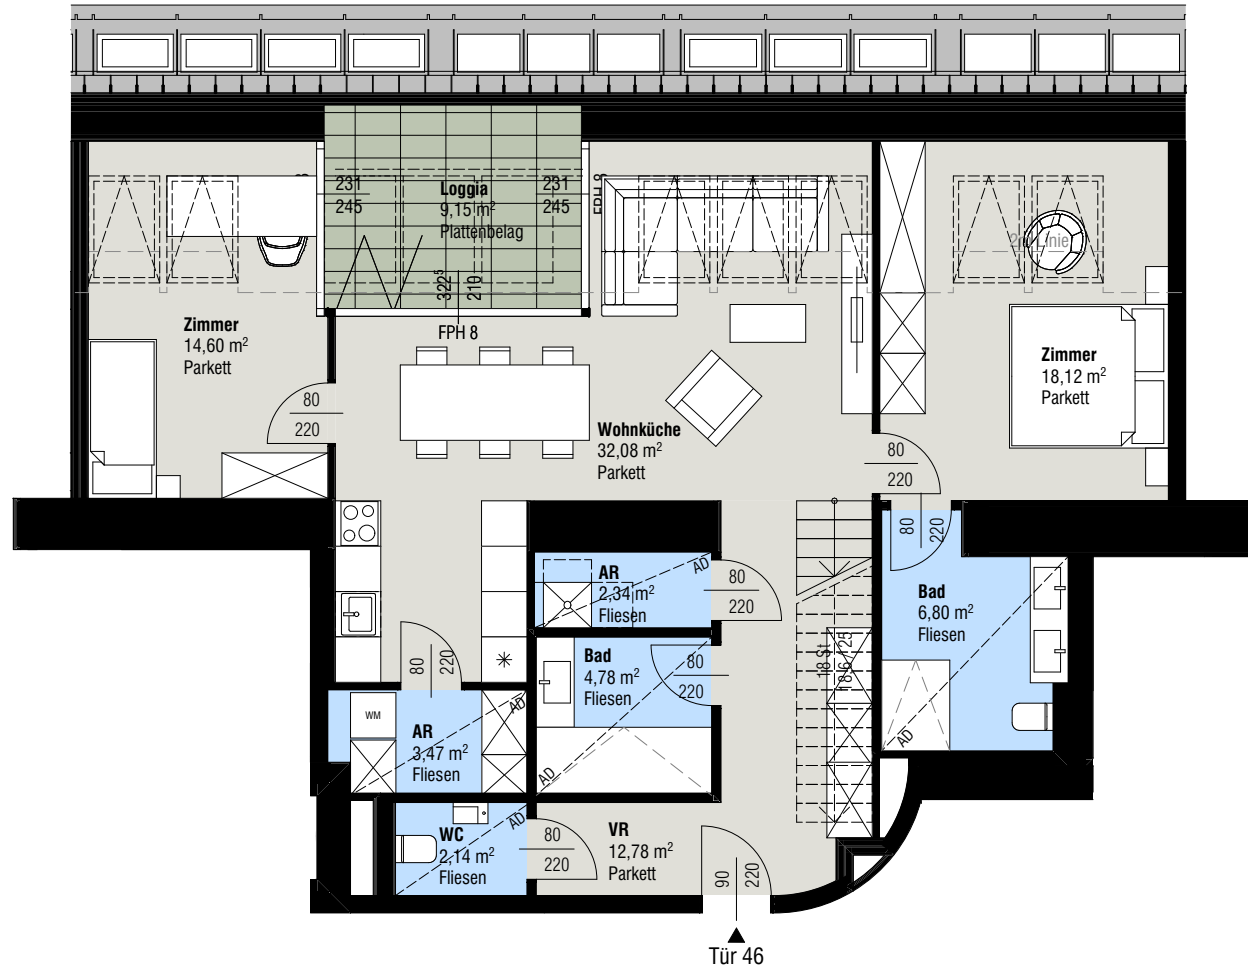 231
245
Loggia
9,15 m²
Plattenbelag
231
245
FPH 8
322⁵
210
FPH 8
Zimmer
14,60 m²
Parkett
80
220
Wohnküche
32,08 m²
Parkett
Zimmer
18,12 m²
Parkett
80
220
80
220
AR
2,34 m²
Fliesen
AD
80
220
Bad
6,80 m²
Fliesen
AD
18 St
18,6 / 25
Bad
4,78 m²
Fliesen
AD
80
220
80
220
WM
AR
3,47 m²
Fliesen
AD
WC
2,14 m²
Fliesen
AD
80
220
VR
12,78 m²
Parkett
90
220
Tür 46